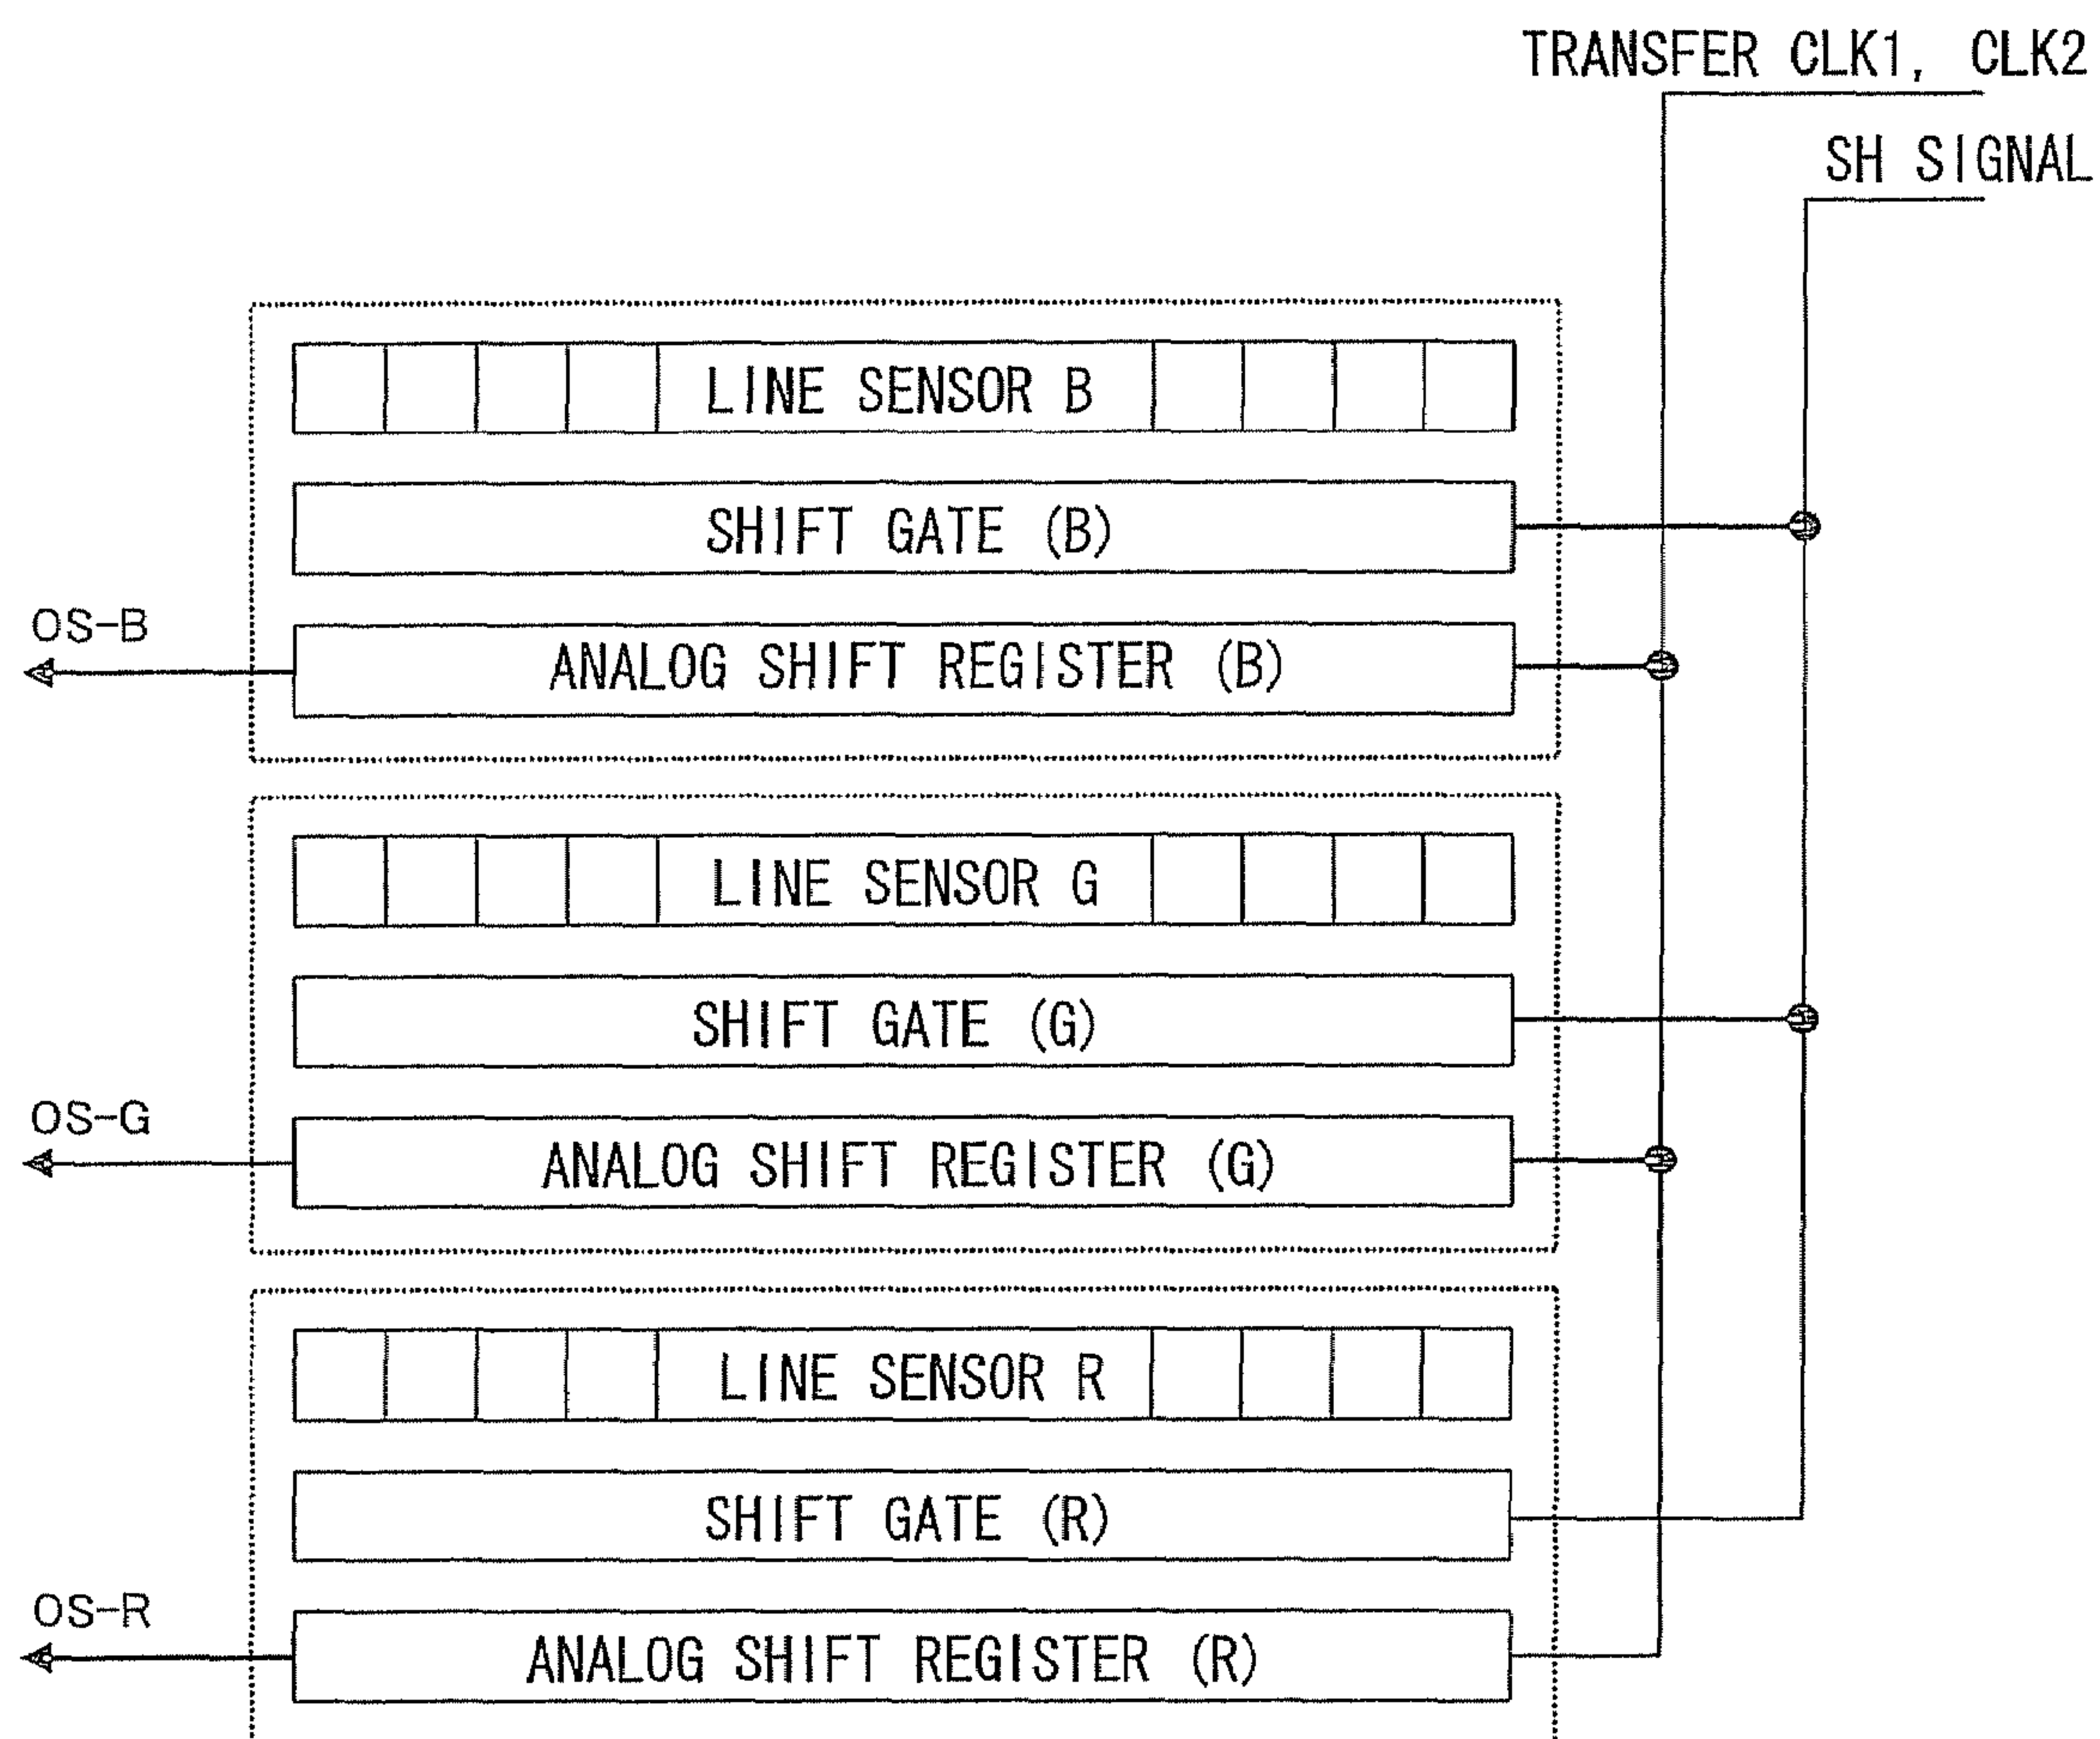 TRANSFER CLK1, CLK2
SH SIGNAL
LINE SENSOR B
SHIFT GATE (B)
OS-B
ANALOG SHIFT REGISTER (B)
LINE SENSOR G
SHIFT GATE (G)
OS-G
ANALOG SHIFT REGISTER (G)
LINE SENSOR R
SHIFT GATE (R)
OS-R
ANALOG SHIFT REGISTER (R)